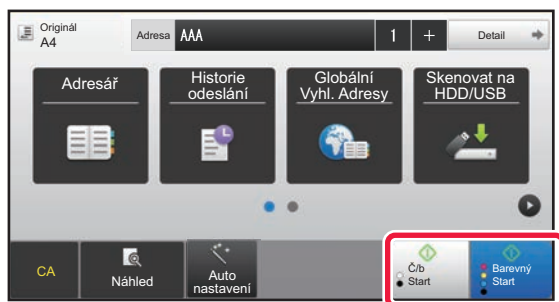 Originál
A4
Adresa AAA 1 + Detail
Adresář
Historie
odeslání
Globální
Vyhl. Adresy
Skenovat na
HDD/USB
CA
Náhled
Auto
nastavení
Č/b
Start
Barevný
Start